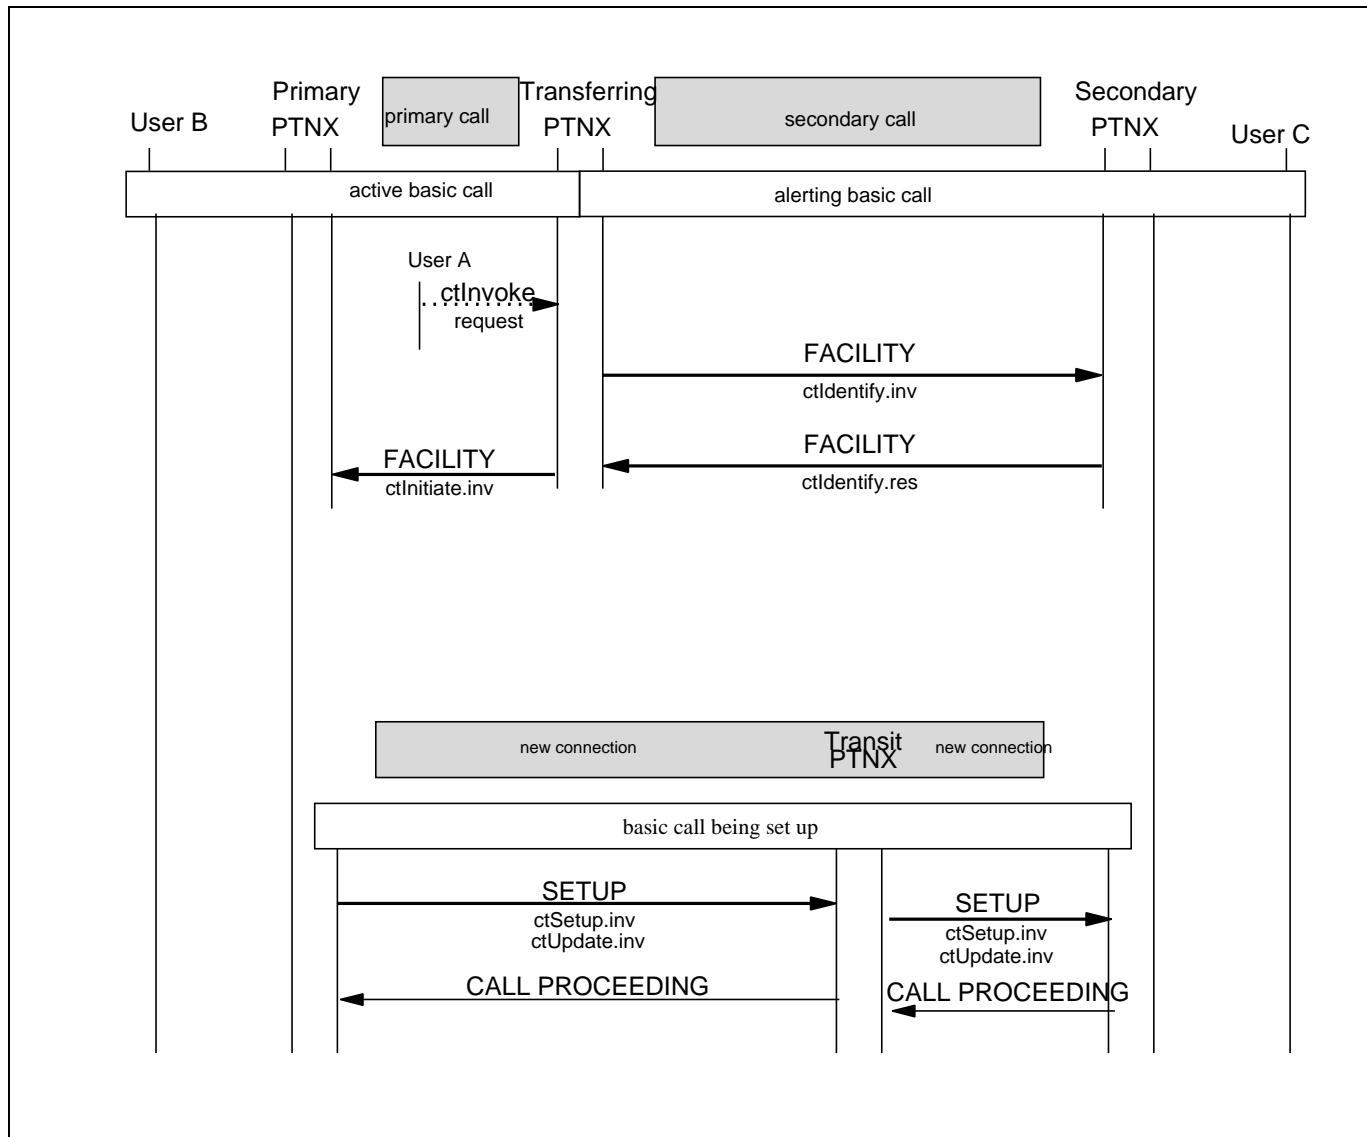 User B
Primary
PTNX
primary call
Transferring
PTNX
secondary call
Secondary
PTNX
User C
active basic call
alerting basic call
User A
ctInvoke
request
FACILITY
ctIdentify.inv
FACILITY
ctIdentify.res
FACILITY
ctInitiate.inv
new connection
Transit
PTNX
new connection
basic call being set up
SETUP
ctSetup.inv
ctUpdate.inv
SETUP
ctSetup.inv
ctUpdate.inv
CALL PROCEEDING
CALL PROCEEDING